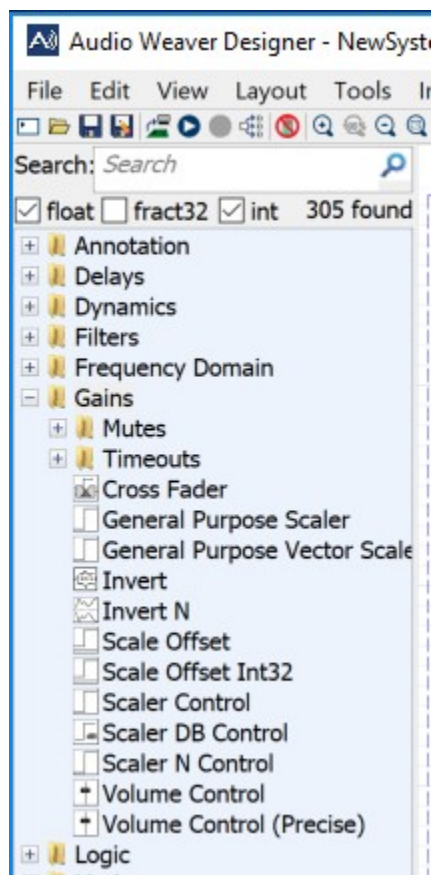 Audio Weaver Designer - NewSyste
File Edit View Layout Tools
Search: Search
float fract32 int 305 found
Annotation
Delays
Dynamics
Filters
Frequency Domain
Gains
Mutes
Timeouts
Cross Fader
General Purpose Scaler
General Purpose Vector Scale
Invert
Invert N
Scale Offset
Scale Offset Int32
Scaler Control
Scaler DB Control
Scaler N Control
Volume Control
Volume Control (Precise)
Logic